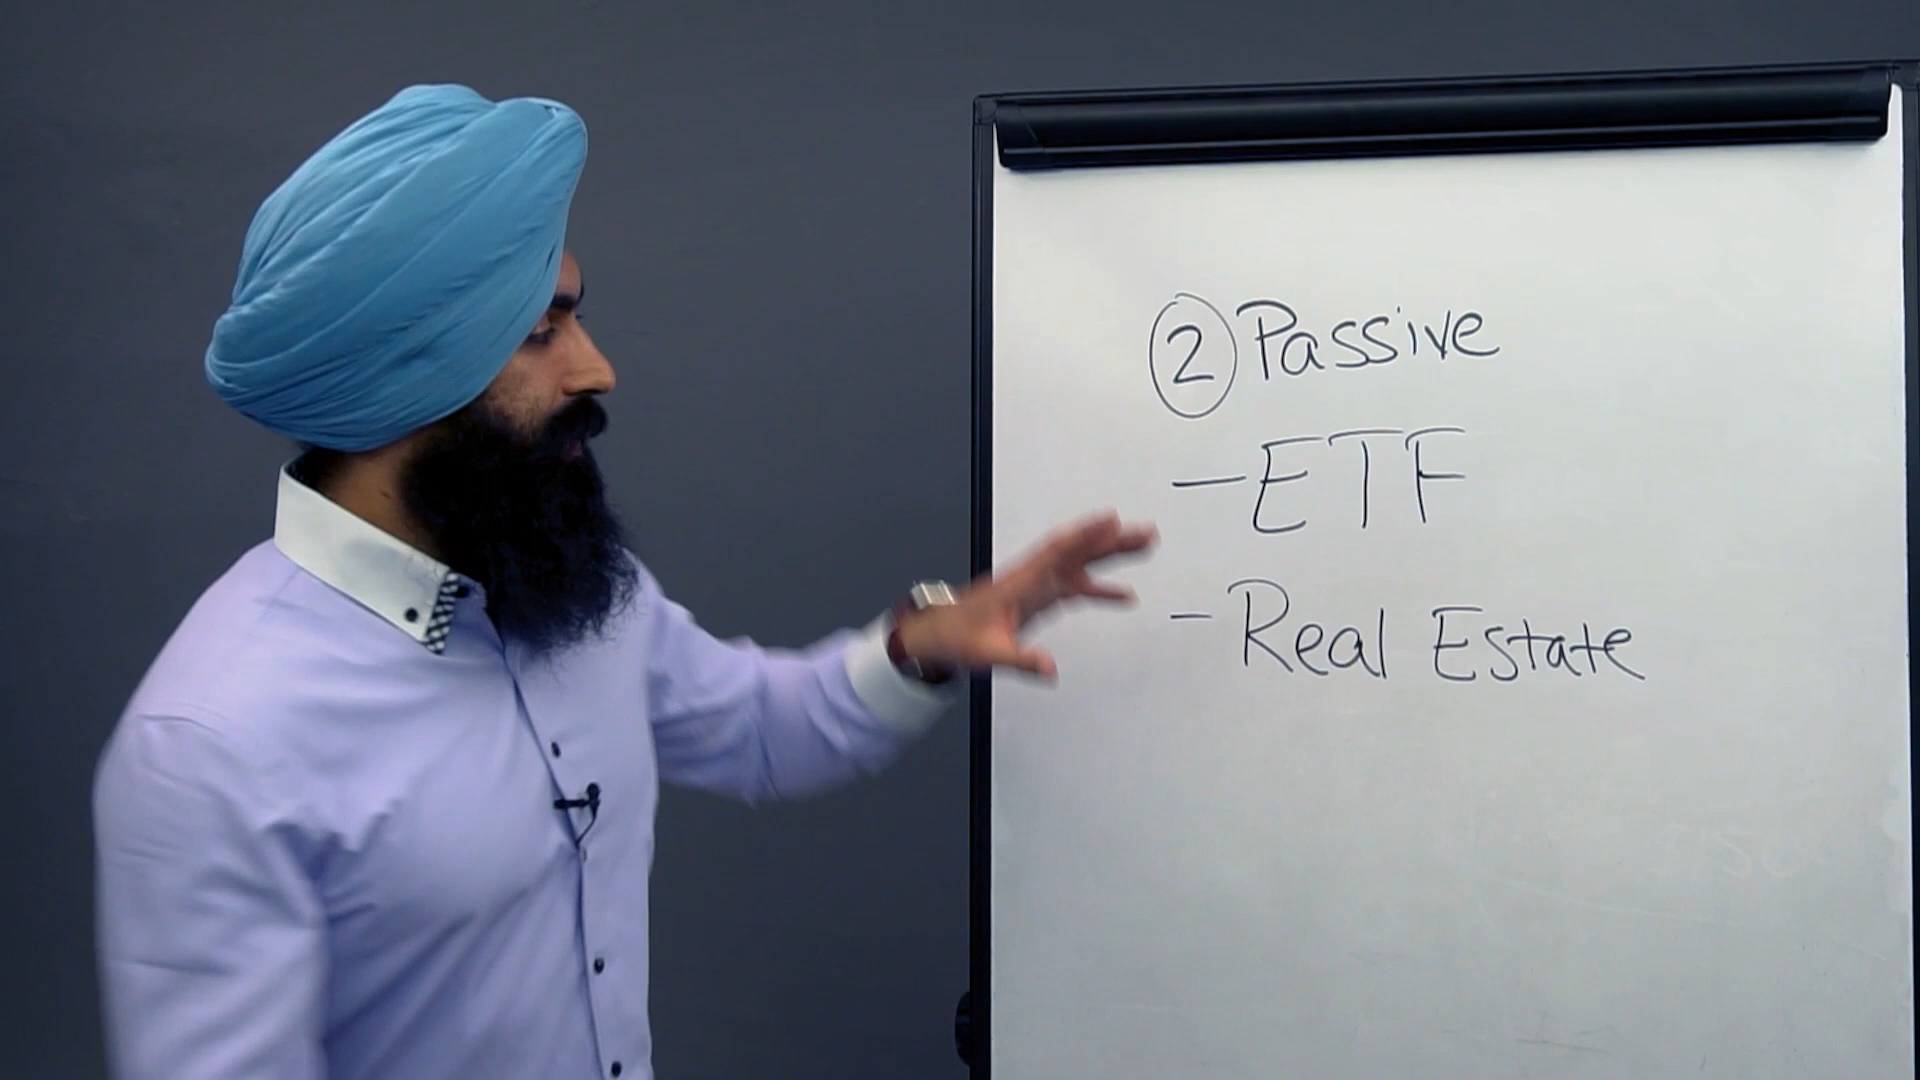 ② Passive
- ETF
- Real Estate